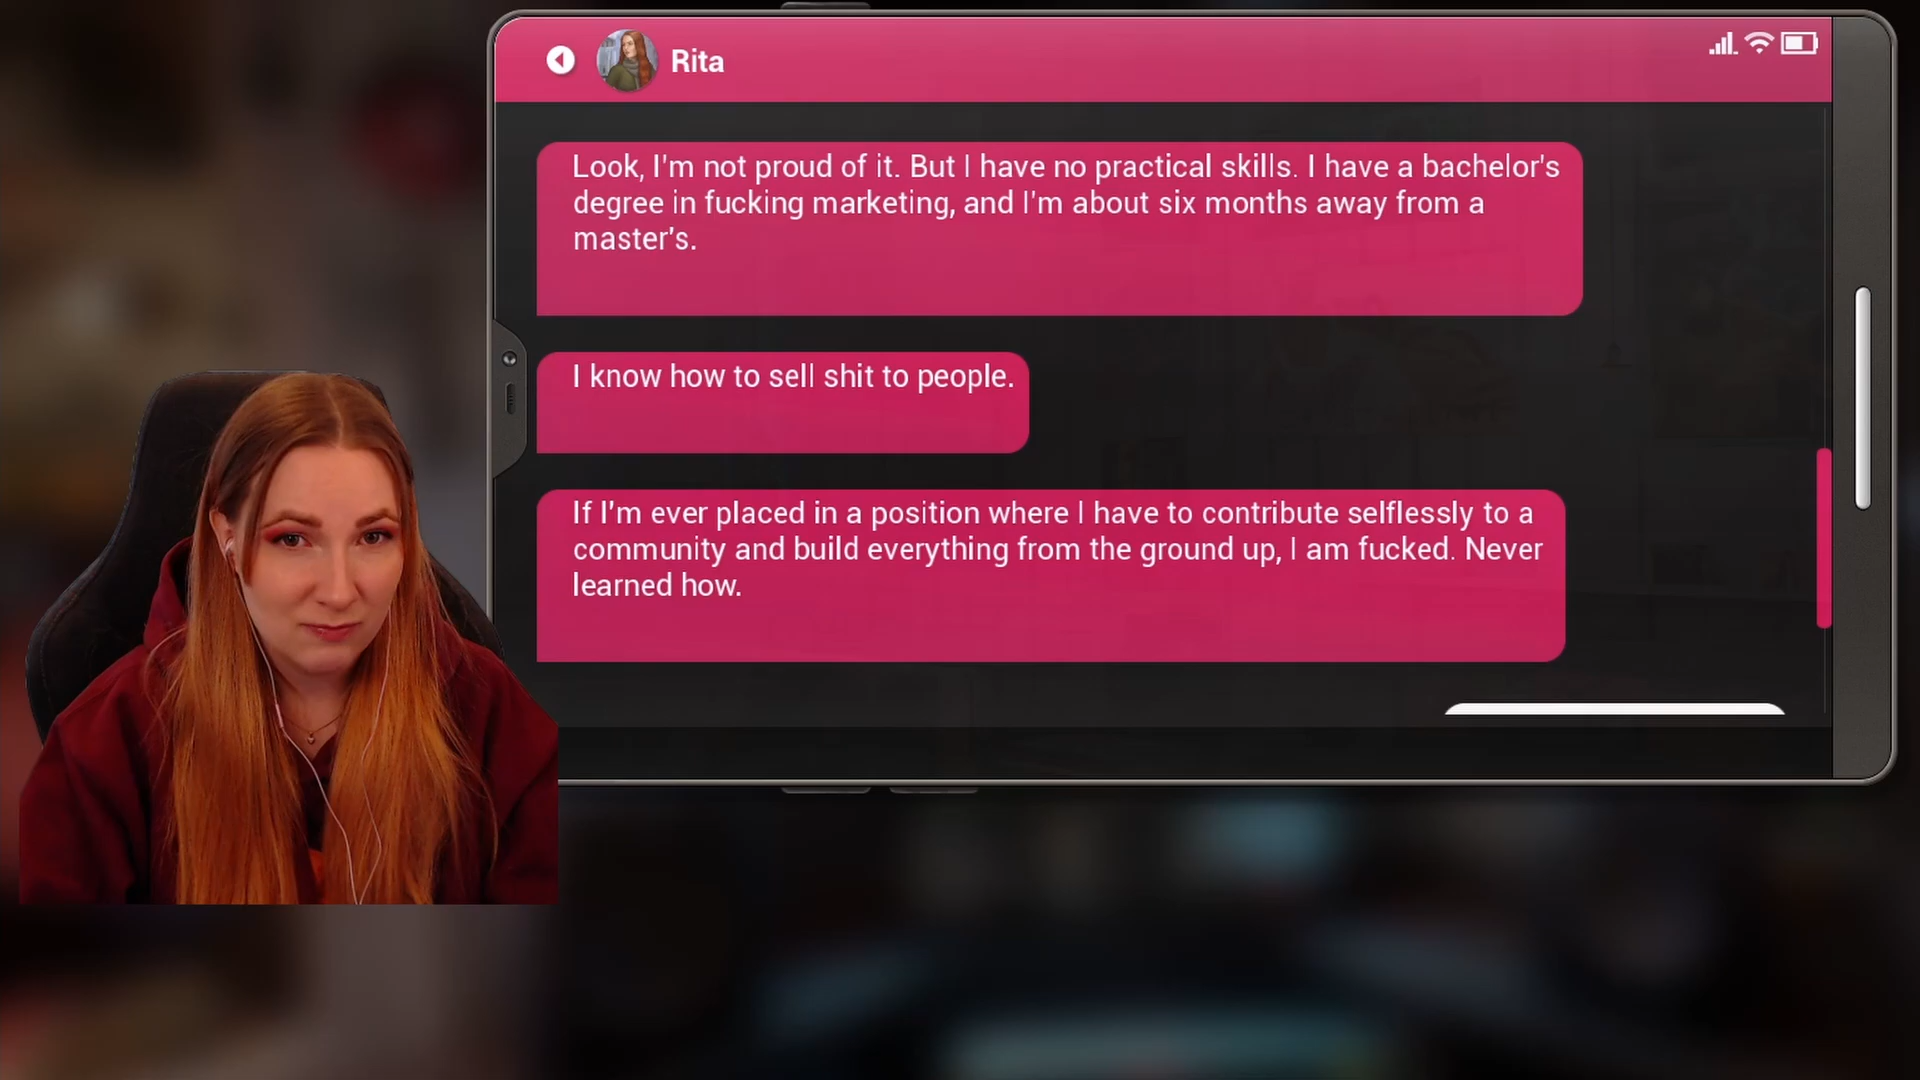 Rita
Look, I'm not proud of it. But I have no practical skills. I have a bachelor's
degree in fucking marketing, and I'm about six months away from a
master's.
I know how to sell shit to people.
If I'm ever placed in a position where I have to contribute selflessly to a
community and build everything from the ground up, I am fucked. Never
learned how.